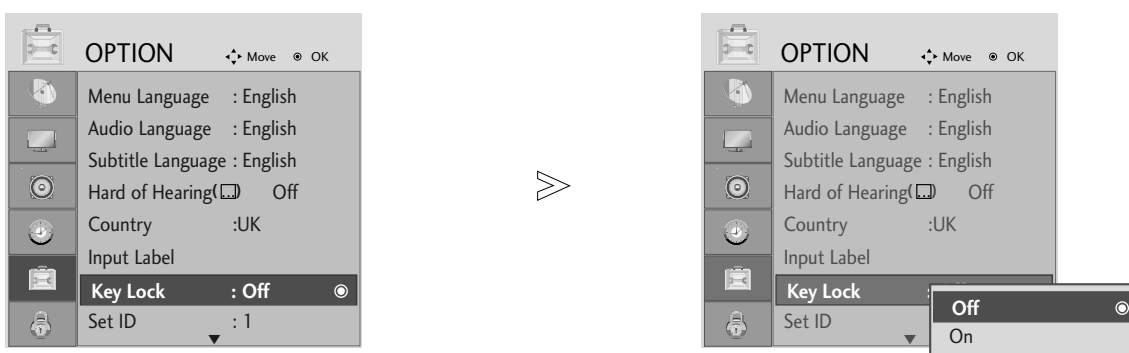 OPTION Move OK
Menu Language : English
Audio Language : English
Subtitle Language : English
Hard of Hearing( ) Off
Country :UK
Input Label
Key Lock : Off
Set ID : 1
OPTION Move OK
Menu Language : English
Audio Language : English
Subtitle Language : English
Hard of Hearing( ) Off
Country :UK
Input Label
Key Lock :
Set ID
Off
On